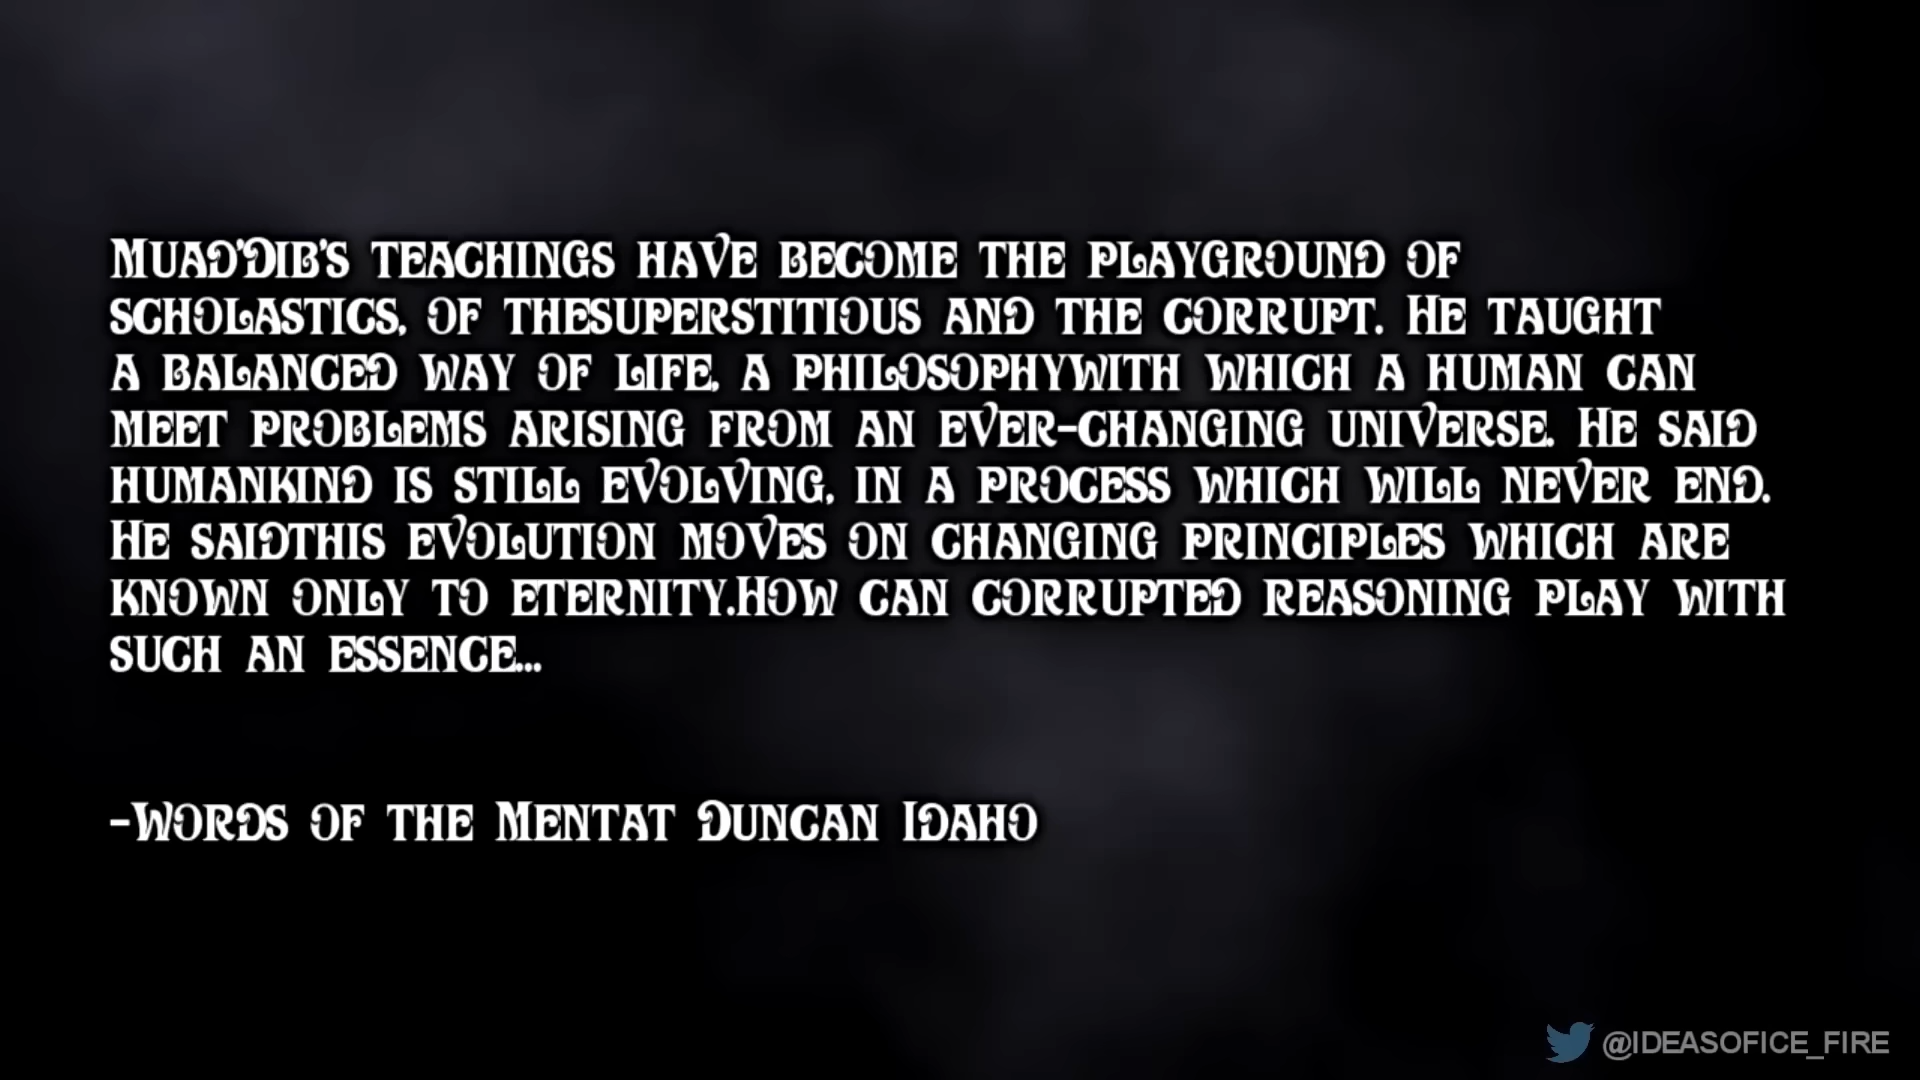 Muad'Dib's teachings have become the playground of
scholastics, of thesuperstitious and the corrupt. He taught
a balanced way of life, a philosophywith which a human can
meet problems arising from an ever-changing universe. He said
humankind is still evolving, in a process which will never end.
He saidthis evolution moves on changing principles which are
known only to eternity.How can corrupted reasoning play with
such an essence...
-Words of the Mentat Duncan Idaho
@IDEASOFICE_FIRE